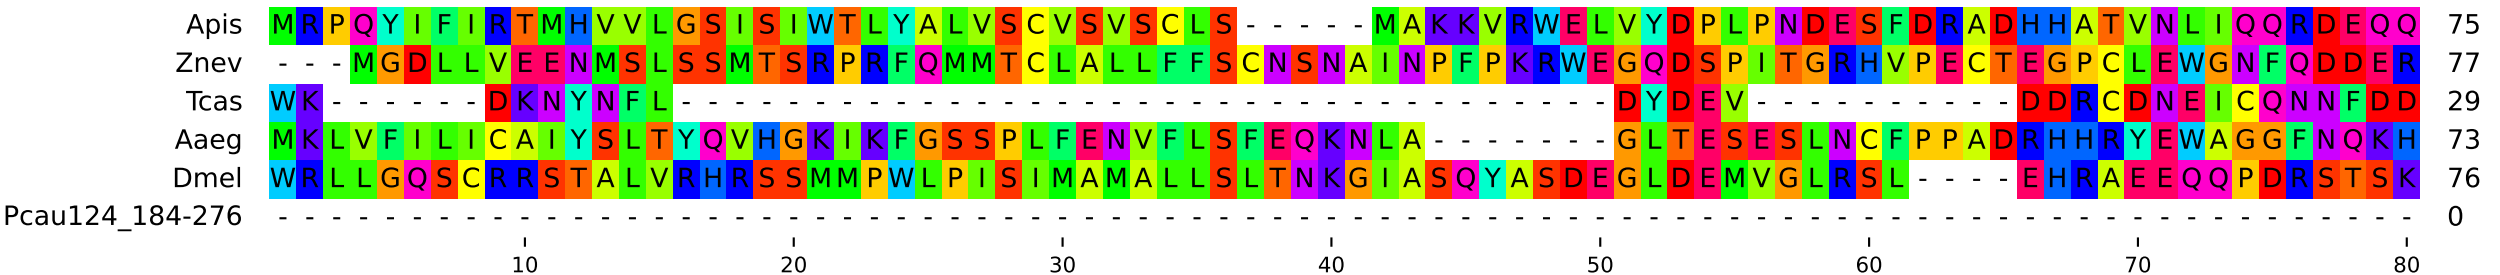 Apis MRPQYIFIRTMHVVLGSISIWTLYALVSCVSVSCLS-----MAKKVRWELVYDPLPNDESFDRADHHATVNLIQQRDEQQ 75
Znev ---MGDLLVEENMSLSSMTSRPRFQMMTCLALLFFSCNSNAINPFPKRWEGQDSPITGRHVPECTEGPCLEWGNFQDDER 77
Tcas WK------DKNYNFL-----------------------------------DYDEV----------DDRCDNEICQNNFDD 29
Aaeg MKLVFILICAIYSLTYQVHGKIKFGSSPLFENVFLSFEQKNLA-------GLTESESLNCFPPADRHHRYEWAGGFNQKH 73
Dmel WRLLGQSCRRSTALVRHRSSMMPWLPISIMAMALLSLTNKGIASQYASDEGLDEMVGLRSL----EHRAEEQQPDRSTSK 76
Pcau124_184-276 -------------------------------------------------------------------------------- 0
10 20 30 40 50 60 70 80